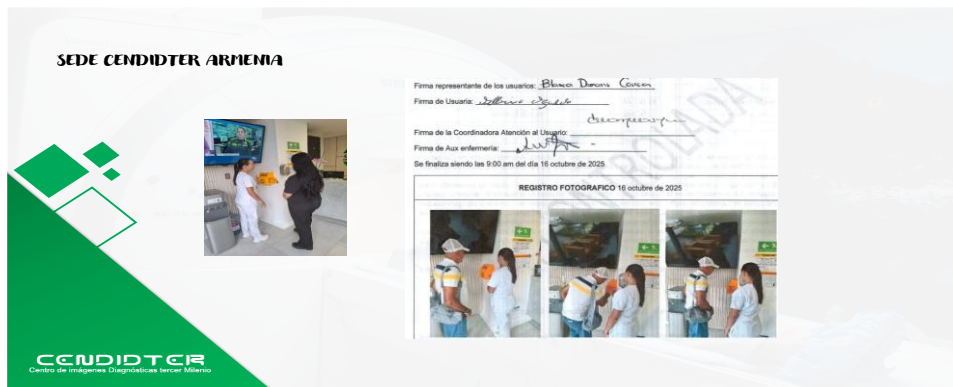 SEDE CENDIDTER ARMENIA
Firma representante de los usuarios: Blanca
Firma de Usuaria:
Firma de la Coordinadora Atención al Usuario:
Firma de Aux enfermeria:
Se finaliza siendo las 9:00 am del día 16 octubre de 2025
REGISTRO FOTOGRAFICO 16 octubre de 2025
CONTROLADA
CENDIDTER
Centro de imágenes Diagnósticas tercer Milenio